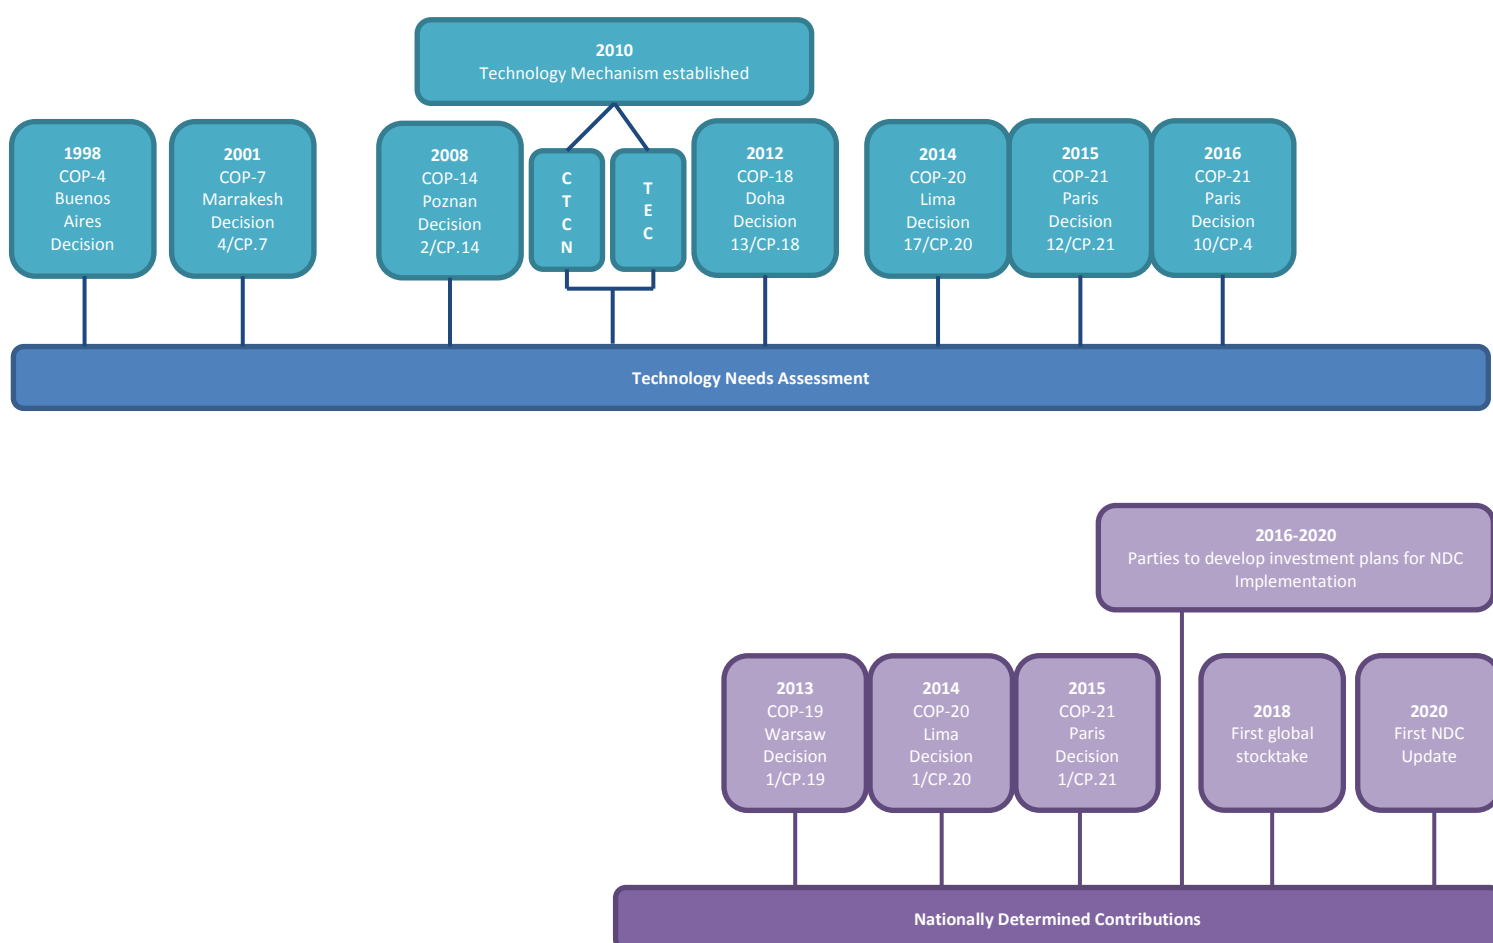 2010
Technology Mechanism established
1998
COP-4
Buenos
Aires
Decision
2001
COP-7
Marrakesh
Decision
4/CP.7
2008
COP-14
Poznan
Decision
2/CP.14
C
T
C
N
T
E
C
2012
COP-18
Doha
Decision
13/CP.18
2014
COP-20
Lima
Decision
17/CP.20
2015
COP-21
Paris
Decision
12/CP.21
2016
COP-21
Paris
Decision
10/CP.4
Technology Needs Assessment
2016-2020
Parties to develop investment plans for NDC
Implementation
2013
COP-19
Warsaw
Decision
1/CP.19
2014
COP-20
Lima
Decision
1/CP.20
2015
COP-21
Paris
Decision
1/CP.21
2018
First global
stocktake
2020
First NDC
Update
Nationally Determined Contributions